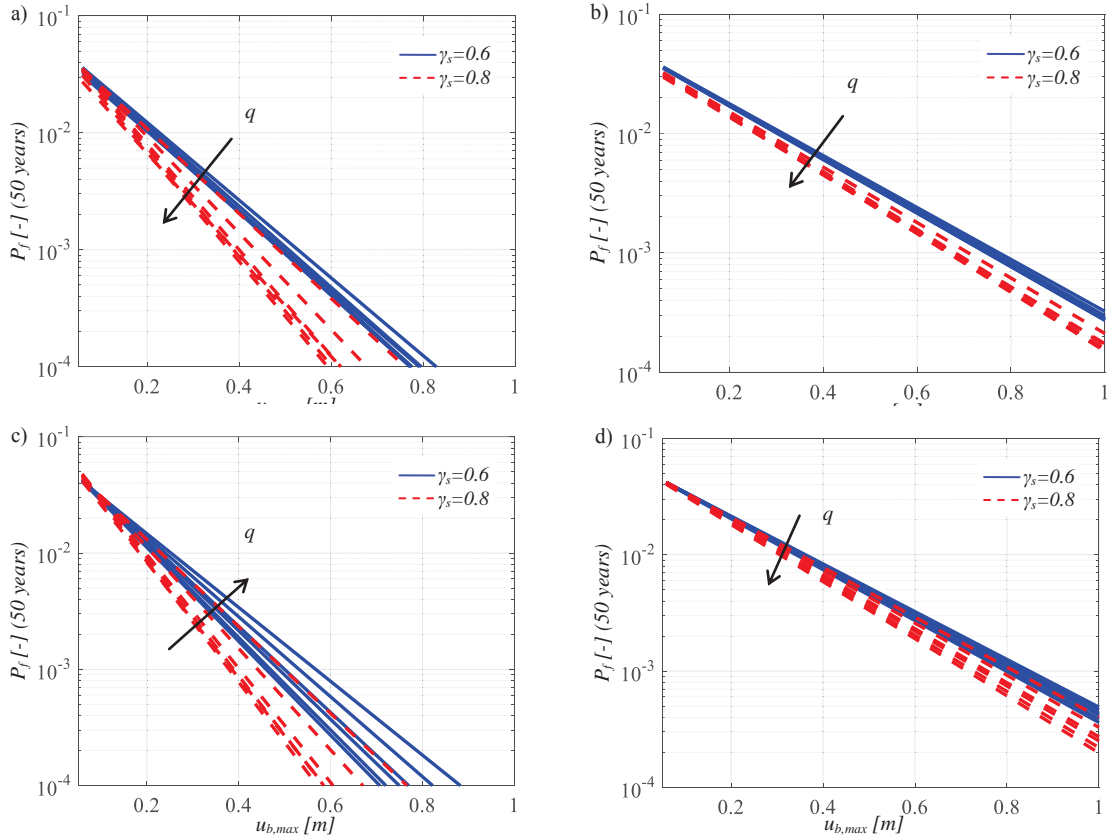 a)
10^-1
γs=0.6
γs=0.8
q
10^-2
10^-3
10^-4
Pf [-] (50 years)
0.2 0.4 0.6 0.8 1
[m]
b)
10^-1
γs=0.6
γs=0.8
q
10^-2
10^-3
10^-4
Pf [-] (50 years)
0.2 0.4 0.6 0.8 1
[m]
c)
10^-1
γs=0.6
γs=0.8
q
10^-2
10^-3
10^-4
Pf [-] (50 years)
0.2 0.4 0.6 0.8 1
ub,max [m]
d)
10^-1
γs=0.6
γs=0.8
q
10^-2
10^-3
10^-4
Pf [-] (50 years)
0.2 0.4 0.6 0.8 1
ub,max [m]